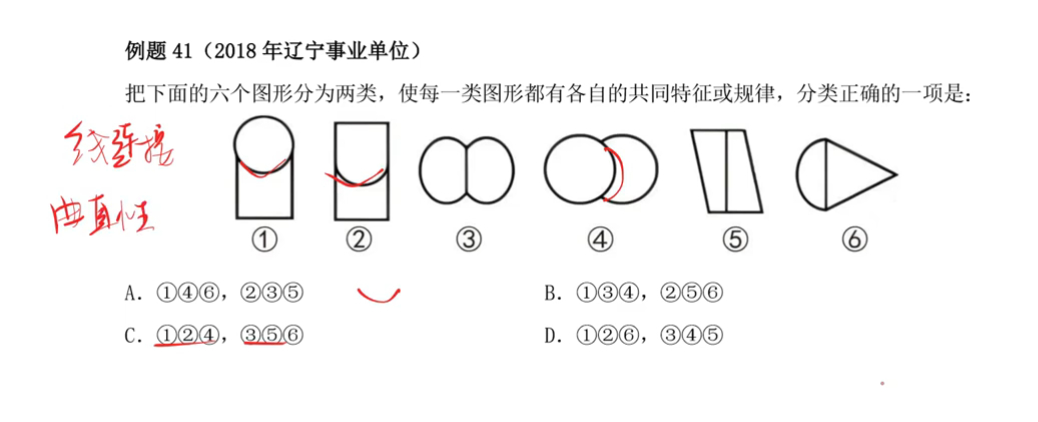 例题 41（2018 年辽宁事业单位）
把下面的六个图形分为两类，使每一类图形都有各自的共同特征或规律，分类正确的一项是：
线连接
曲直性
① ② ③ ④ ⑤ ⑥
A. ①④⑥，②③⑤ B. ①③④，②⑤⑥
C. ①②④，③⑤⑥ D. ①②⑥，③④⑤